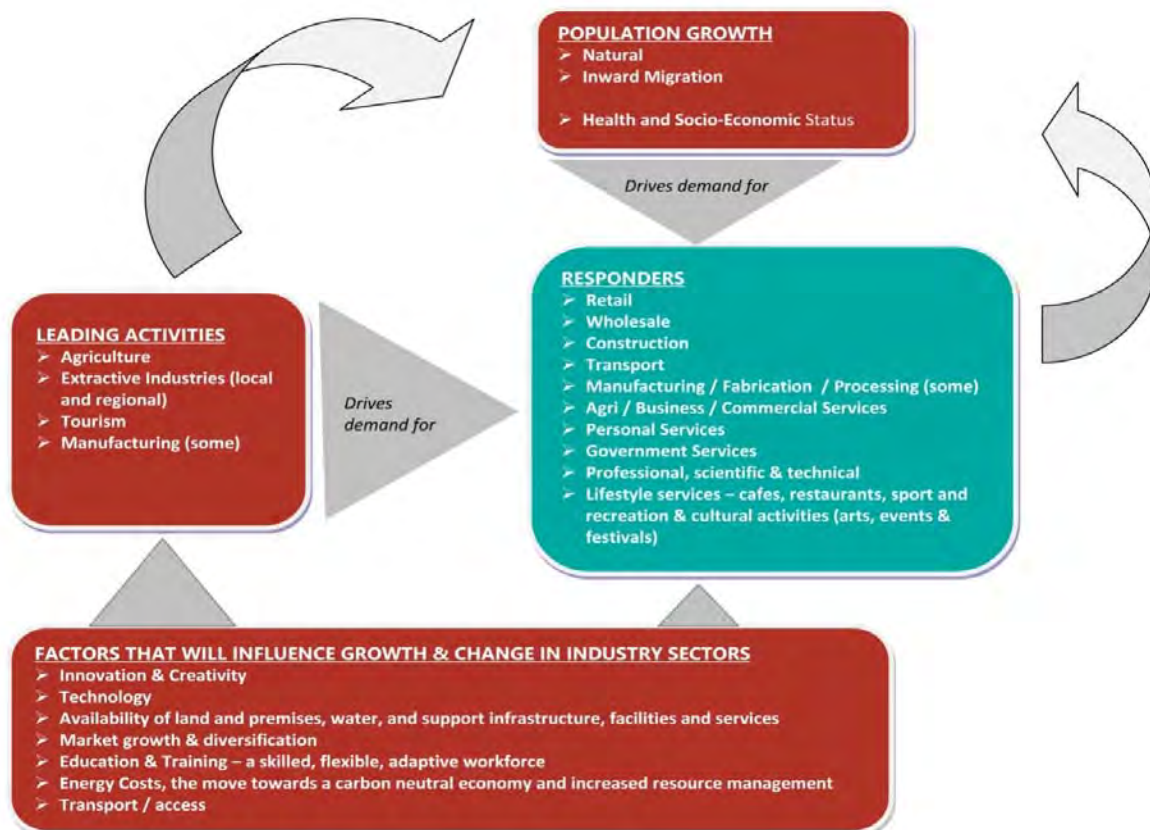 POPULATION GROWTH
➢ Natural
➢ Inward Migration
➢ Health and Socio-Economic Status
Drives demand for
RESPONDERS
➢ Retail
➢ Wholesale
➢ Construction
➢ Transport
➢ Manufacturing / Fabrication / Processing (some)
➢ Agri / Business / Commercial Services
➢ Personal Services
➢ Government Services
➢ Professional, scientific & technical
➢ Lifestyle services – cafes, restaurants, sport and
recreation & cultural activities (arts, events &
festivals)
LEADING ACTIVITIES
➢ Agriculture
➢ Extractive Industries (local
and regional)
➢ Tourism
➢ Manufacturing (some)
Drives
demand for
FACTORS THAT WILL INFLUENCE GROWTH & CHANGE IN INDUSTRY SECTORS
➢ Innovation & Creativity
➢ Technology
➢ Availability of land and premises, water, and support infrastructure, facilities and services
➢ Market growth & diversification
➢ Education & Training – a skilled, flexible, adaptive workforce
➢ Energy Costs, the move towards a carbon neutral economy and increased resource management
➢ Transport / access